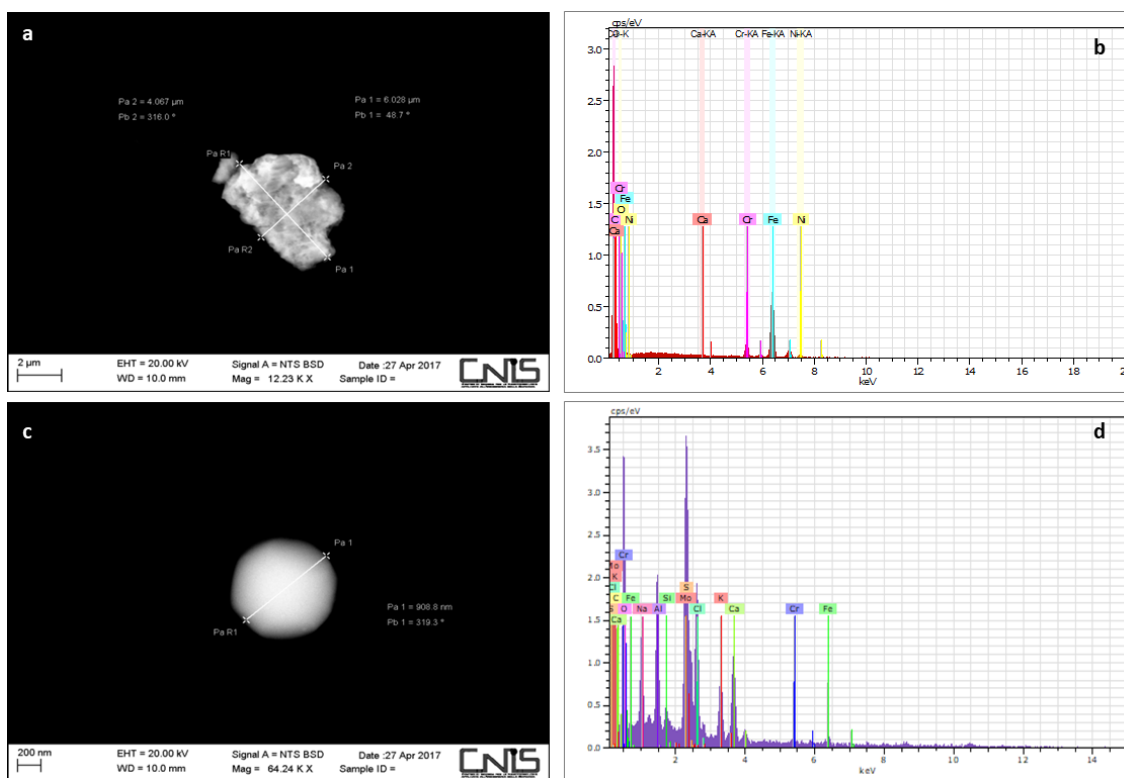 a
Pa 2 = 4.067 µm
Pb 2 = 316.0 °
Pa 1 = 6.028 µm
Pb 1 = 48.7 °
Pa R1
Pa 2
Pa R2
Pa 1
2 µm
EHT = 20.00 kV
WD = 10.0 mm
Signal A = NTS BSD
Mag = 12.23 K X
Date :27 Apr 2017
Sample ID =
CNIS
b
cps/eV
Ca-KA Cr-KA Fe-KA Ni-KA
3.0
2.5
2.0
1.5
1.0
0.5
0.0
Cr
Fe
O
C Ni Ca Cr Fe Ni
Ca
2 4 6 8 10 12 14 16 18 20
keV
c
Pa 1
Pa 1 = 908.8 nm
Pb 1 = 319.3 °
Pa R1
200 nm
EHT = 20.00 kV
WD = 10.0 mm
Signal A = NTS BSD
Mag = 64.24 K X
Date :27 Apr 2017
Sample ID =
CNIS
d
cps/eV
3.5
3.0
2.5
2.0
1.5
1.0
0.5
0.0
Cr
Mo
K
Cl S
C Fe Si Mo K
S O Na Al Cl Ca Cr Fe
Ca
2 4 6 8 10 12 14
keV